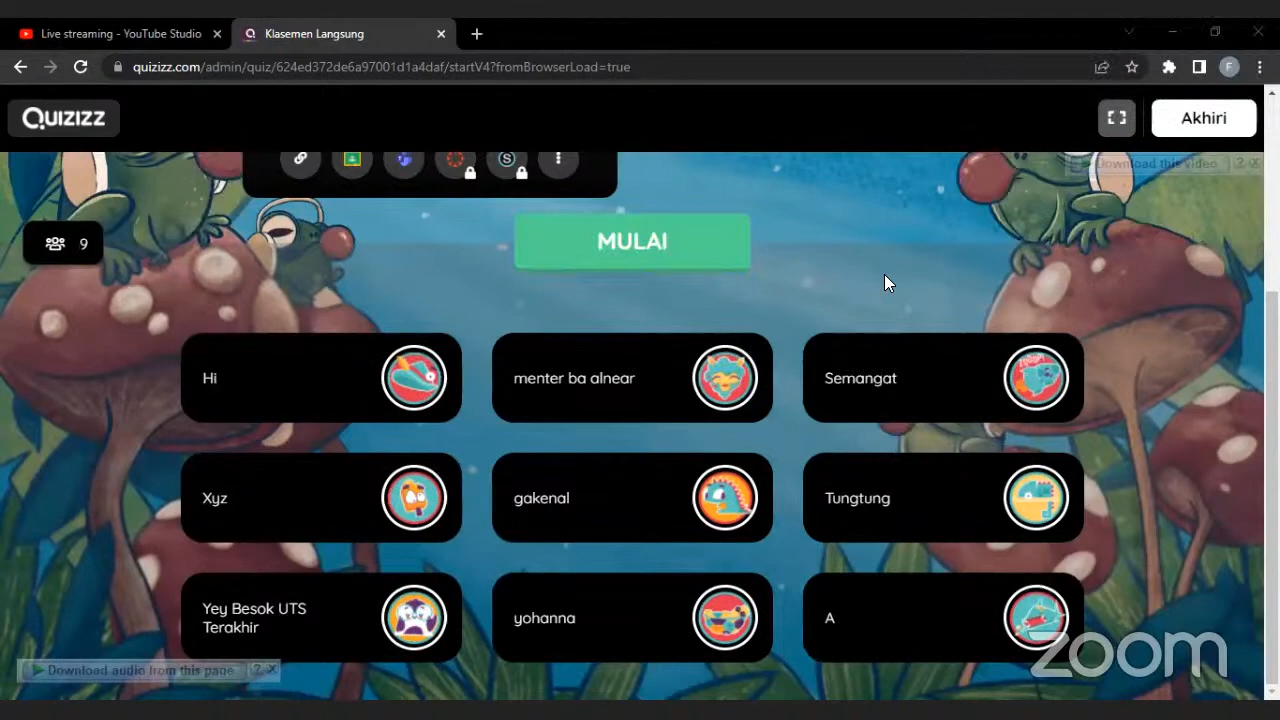 Live streaming - YouTube Studio
Klasemen Langsung
quizizz.com/admin/quiz/624ed372de6a97001d1a4daf/startV4?fromBrowserLoad=true
F
Quizizz
Akhiri
Download this video ? X
S
9
MULAI
Hi
menter ba alnear
Semangat
Xyz
gakenal
Tungtung
Yey Besok UTS
Terakhir
yohanna
A
Download audio from this page ? X
zoom